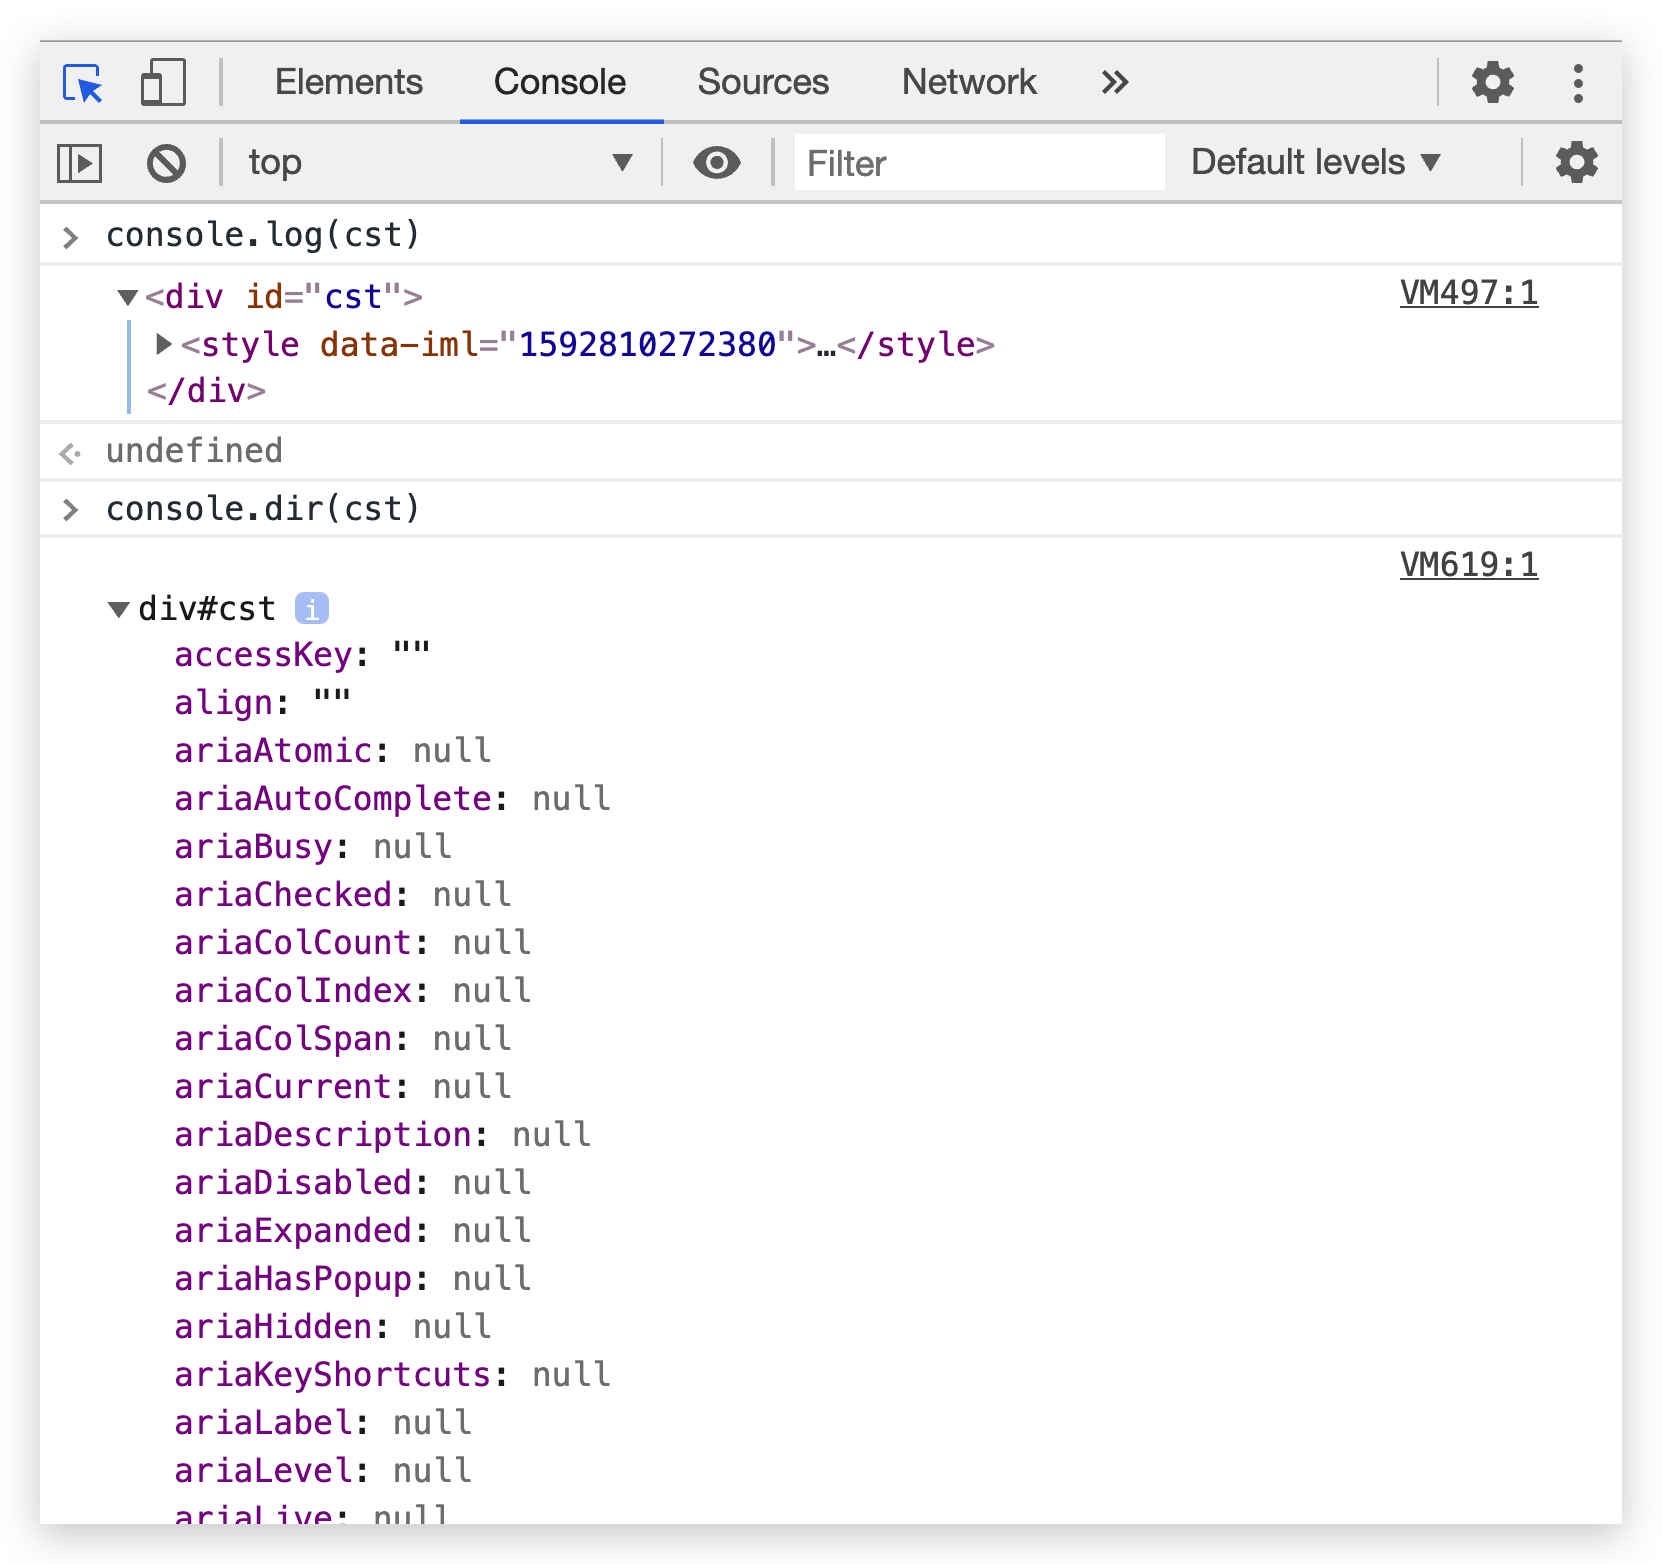 Elements Console Sources Network »
top ▼ Filter Default levels ▼
> console.log(cst)
▼<div id="cst"> VM497:1
▶<style data-iml="1592810272380">…</style>
</div>
undefined
> console.dir(cst)
VM619:1
▼div#cst i
accessKey: ""
align: ""
ariaAtomic: null
ariaAutoComplete: null
ariaBusy: null
ariaChecked: null
ariaColCount: null
ariaColIndex: null
ariaColSpan: null
ariaCurrent: null
ariaDescription: null
ariaDisabled: null
ariaExpanded: null
ariaHasPopup: null
ariaHidden: null
ariaKeyShortcuts: null
ariaLabel: null
ariaLevel: null
ariaLive: null